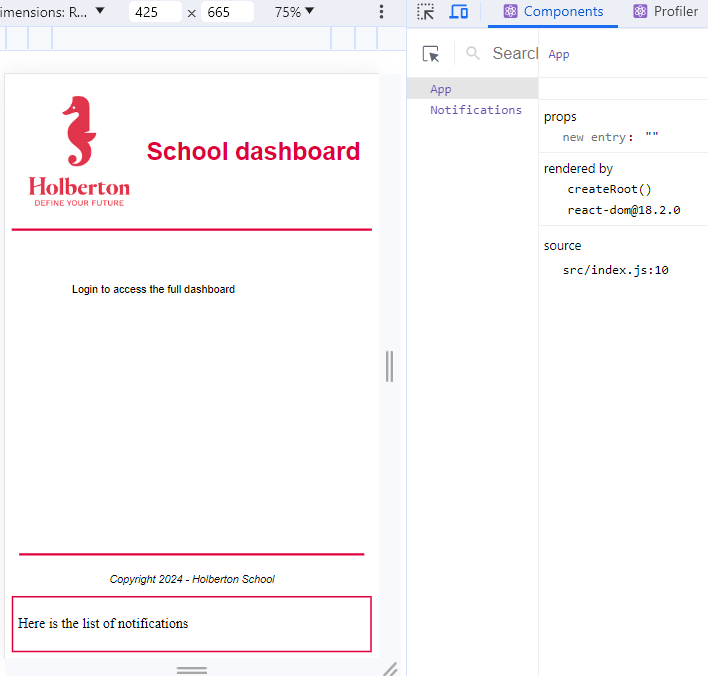 imensions: R... 425 × 665 75%
Components Profiler
Search App
App
Notifications
props
new entry: ""
rendered by
createRoot()
react-dom@18.2.0
source
src/index.js:10
Holberton
DEFINE YOUR FUTURE
School dashboard
Login to access the full dashboard
Copyright 2024 - Holberton School
Here is the list of notifications